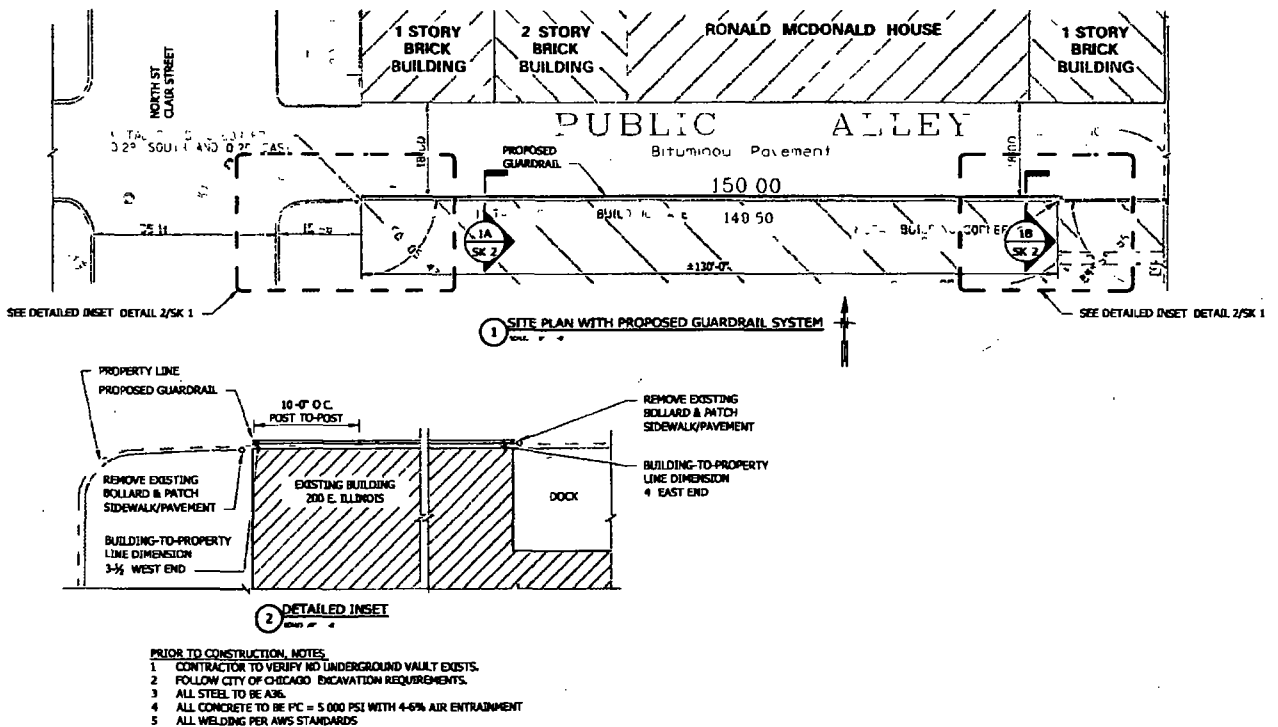 1 STORY
BRICK
BUILDING
2 STORY
BRICK
BUILDING
RONALD MCDONALD HOUSE
1 STORY
BRICK
BUILDING
NORTH ST
CLAIR STREET
PUBLIC ALLEY
Bituminou Pavement
PROPOSED
GUARDRAIL
150 00
149 50
18 00
18 00
1A
SK 2
1B
SK 2
±130'-0"
SEE DETAILED INSET DETAIL 2/SK 1
SEE DETAILED INSET DETAIL 2/SK 1
1
SITE PLAN WITH PROPOSED GUARDRAIL SYSTEM
PROPERTY LINE
PROPOSED GUARDRAIL
10-0" O C.
POST TO-POST
REMOVE EXISTING
BOLLARD & PATCH
SIDEWALK/PAVEMENT
REMOVE EXISTING
BOLLARD & PATCH
SIDEWALK/PAVEMENT
EXISTING BUILDING
200 E. ILLINOIS
DOCK
BUILDING-TO-PROPERTY
LINE DIMENSION
4 EAST END
BUILDING-TO-PROPERTY
LINE DIMENSION
3-½ WEST END
2
DETAILED INSET
PRIOR TO CONSTRUCTION, NOTES
1 CONTRACTOR TO VERIFY NO UNDERGROUND VAULT EXISTS.
2 FOLLOW CITY OF CHICAGO EXCAVATION REQUIREMENTS.
3 ALL STEEL TO BE A36.
4 ALL CONCRETE TO BE F'C = 5 000 PSI WITH 4-6% AIR ENTRAINMENT
5 ALL WELDING PER AWS STANDARDS